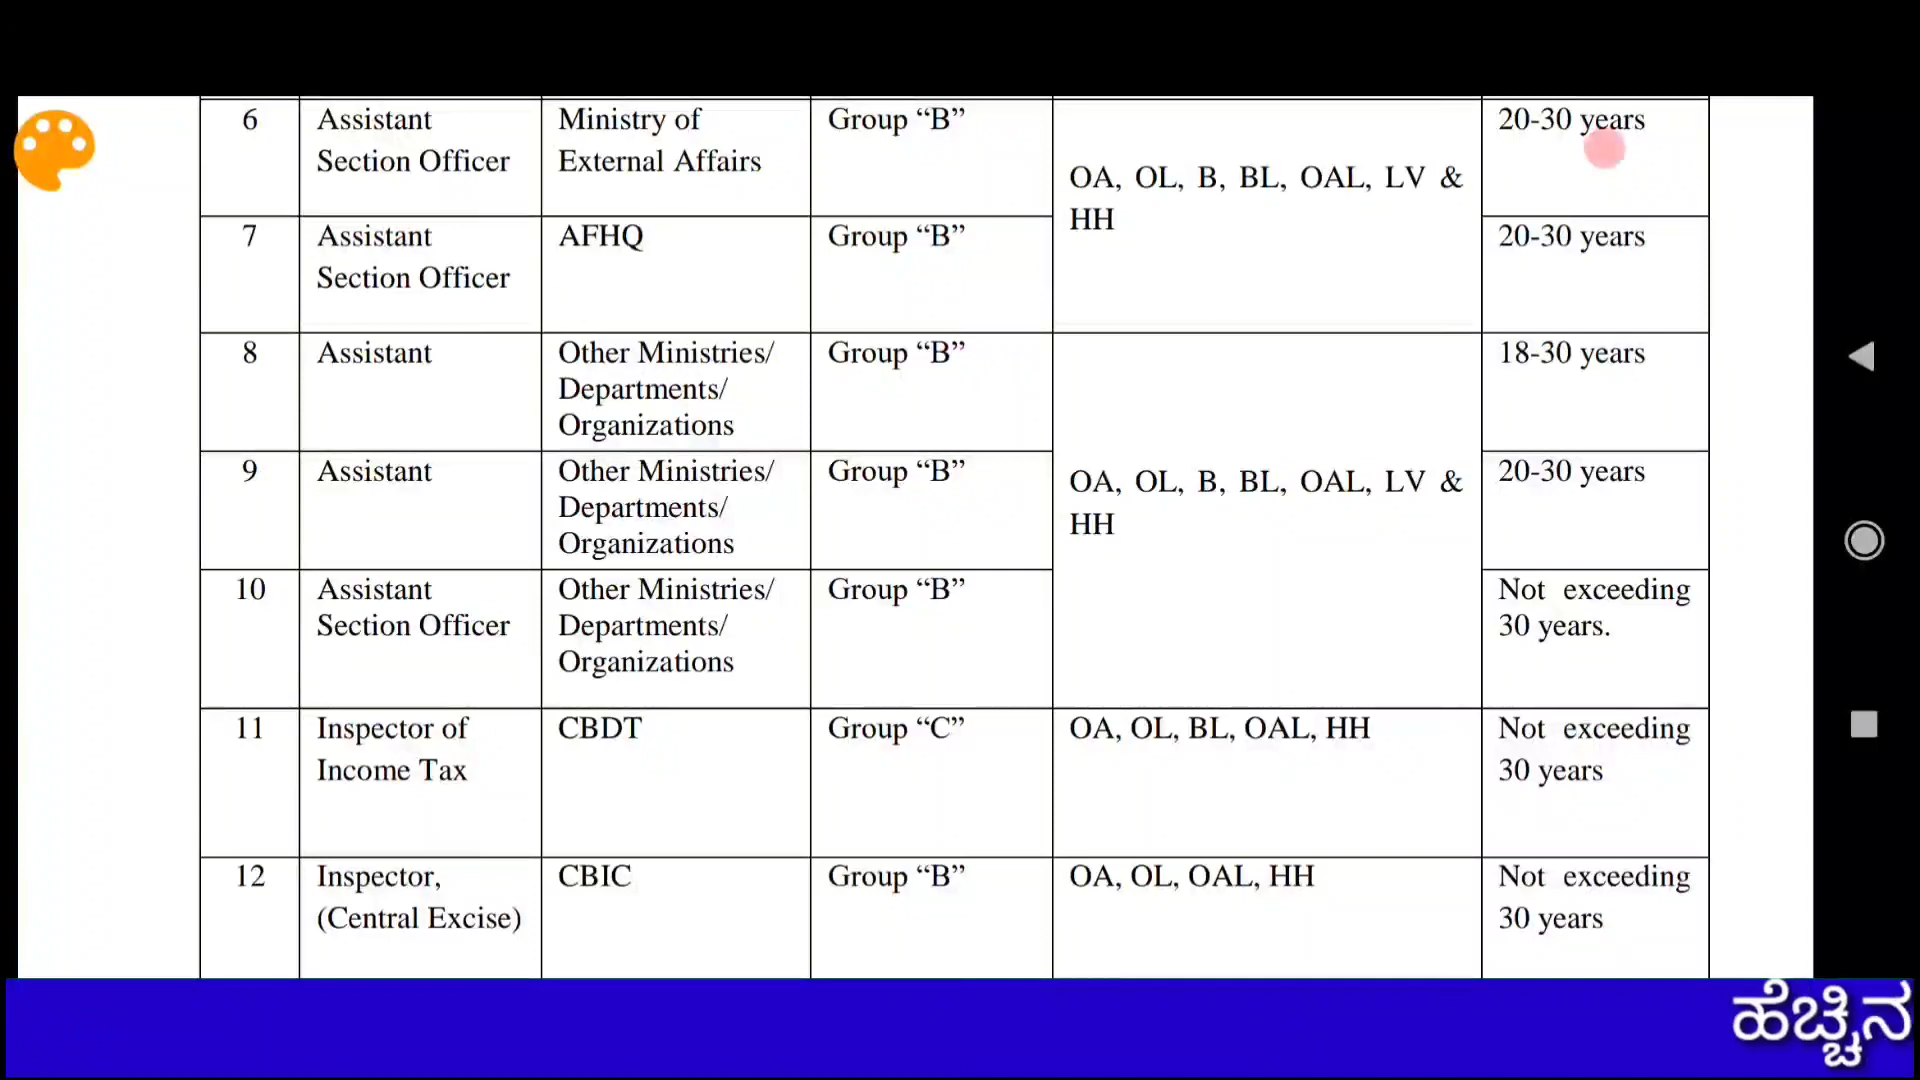 6 Assistant Section Officer Ministry of External Affairs Group “B” OA, OL, B, BL, OAL, LV & HH 20-30 years
7 Assistant Section Officer AFHQ Group “B” 20-30 years
8 Assistant Other Ministries/ Departments/ Organizations Group “B” OA, OL, B, BL, OAL, LV & HH 18-30 years
9 Assistant Other Ministries/ Departments/ Organizations Group “B” 20-30 years
10 Assistant Section Officer Other Ministries/ Departments/ Organizations Group “B” Not exceeding 30 years.
11 Inspector of Income Tax CBDT Group “C” OA, OL, BL, OAL, HH Not exceeding 30 years
12 Inspector, (Central Excise) CBIC Group “B” OA, OL, OAL, HH Not exceeding 30 years
ಹೆಚ್ಚಿನ